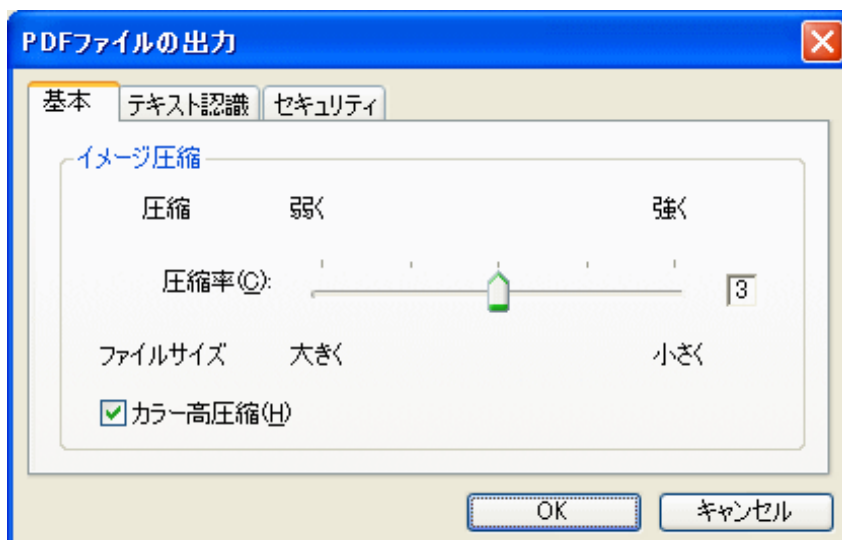 PDFファイルの出力
基本 テキスト認識 セキュリティ
イメージ圧縮
圧縮 弱く 強く
圧縮率(C): 3
ファイルサイズ 大きく 小さく
カラー高圧縮(H)
OK キャンセル